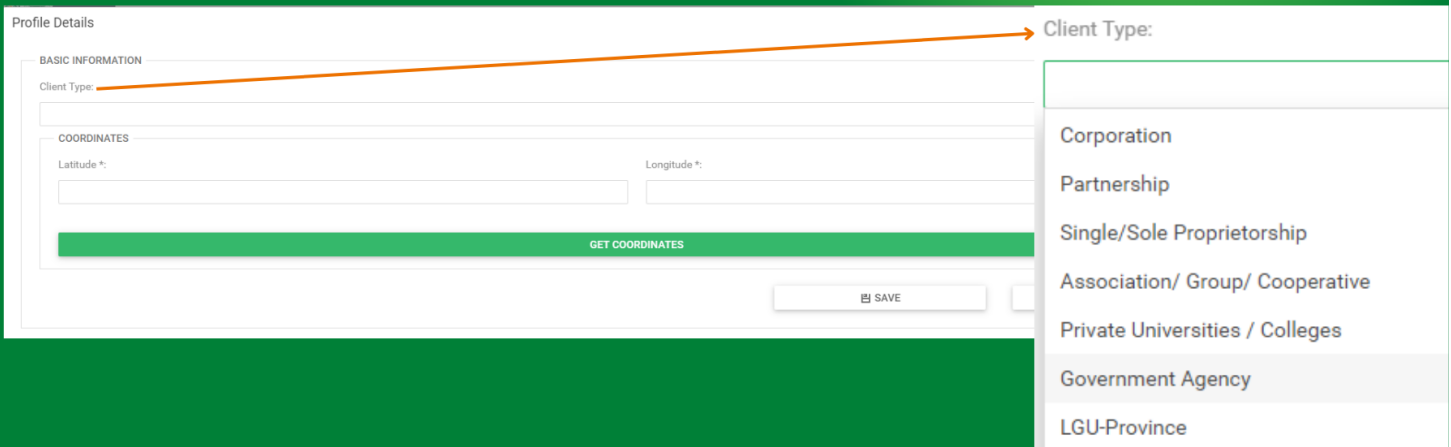 Profile Details
BASIC INFORMATION
Client Type:
COORDINATES
Latitude *:
Longitude *:
GET COORDINATES
SAVE
Client Type:
Corporation
Partnership
Single/Sole Proprietorship
Association/ Group/ Cooperative
Private Universities / Colleges
Government Agency
LGU-Province